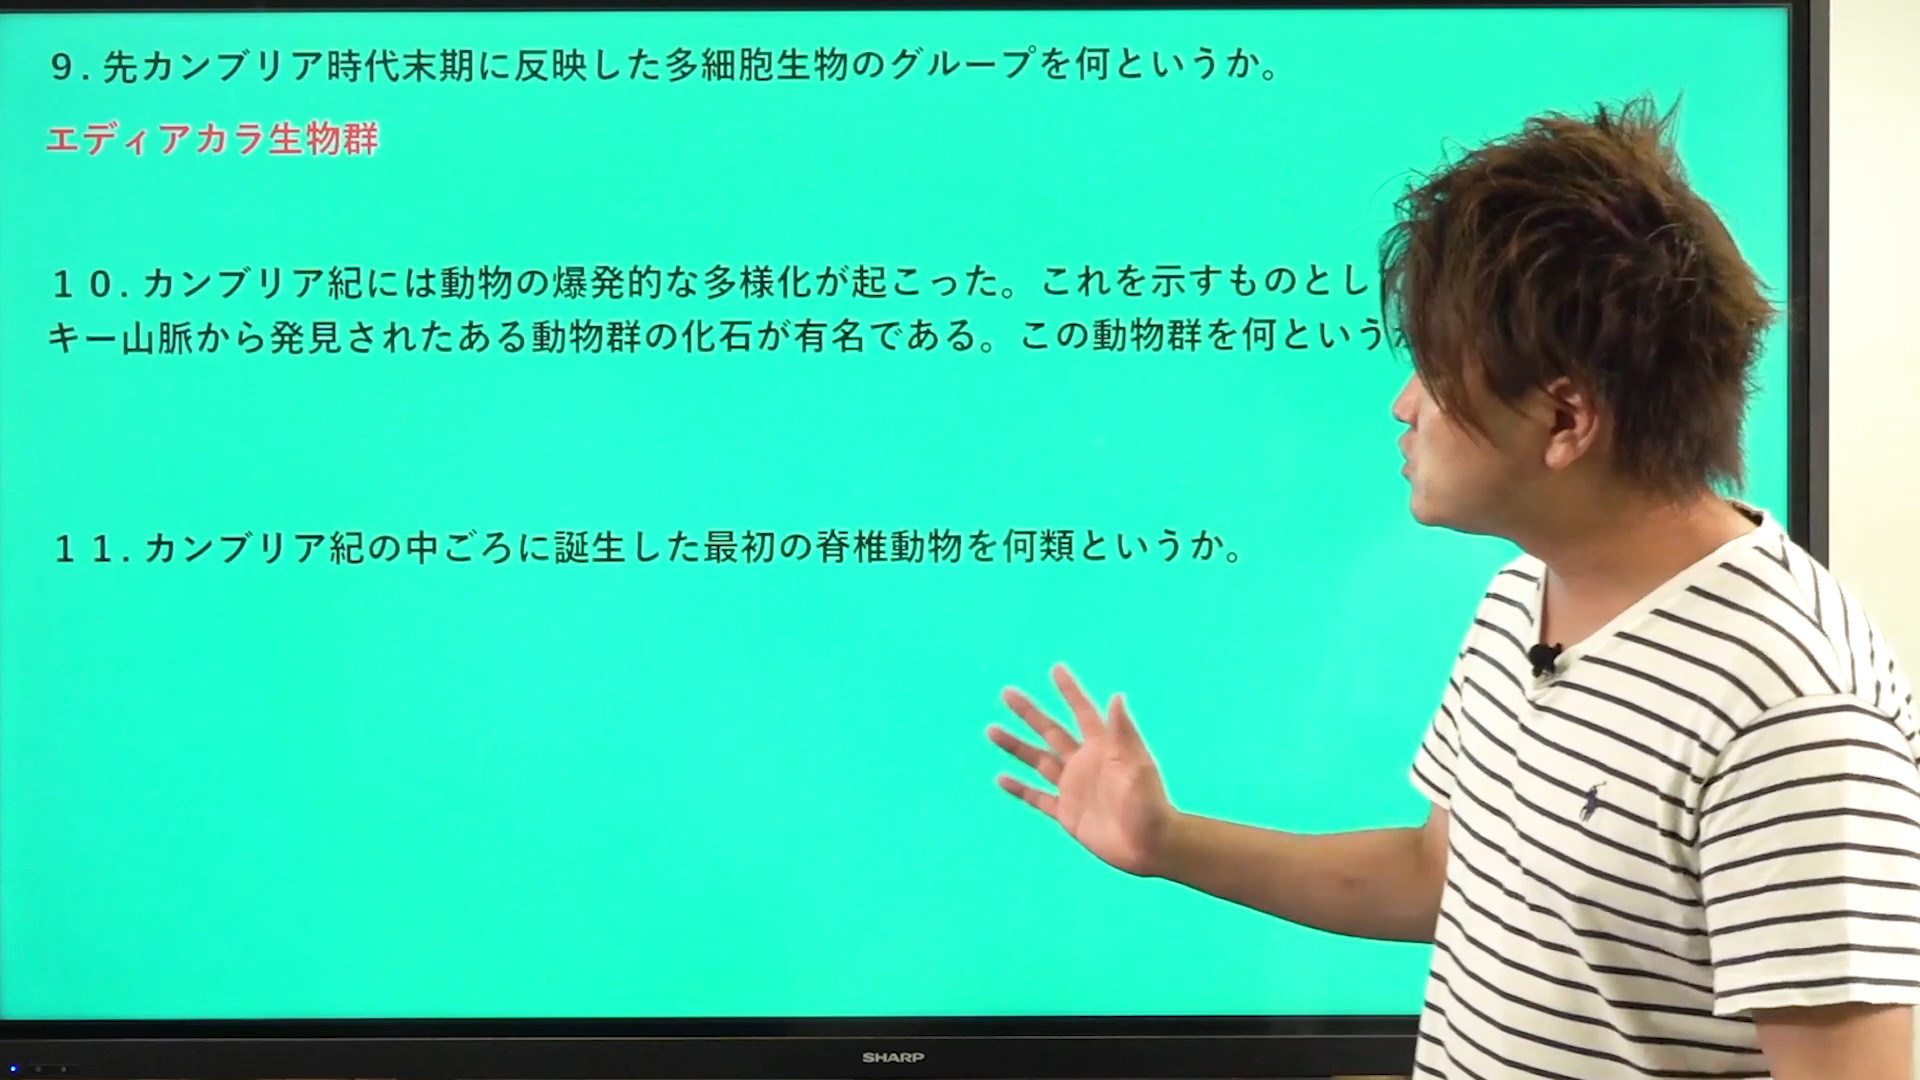 ９. 先カンブリア時代末期に反映した多細胞生物のグループを何というか。
エディアカラ生物群
１０. カンブリア紀には動物の爆発的な多様化が起こった。これを示すものとし
キー山脈から発見されたある動物群の化石が有名である。この動物群を何という
１１. カンブリア紀の中ごろに誕生した最初の脊椎動物を何類というか。
SHARP